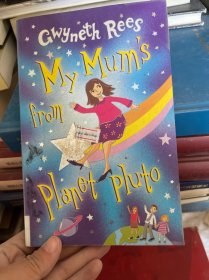 Gwyneth Rees
My Mum's
from
Planet Pluto